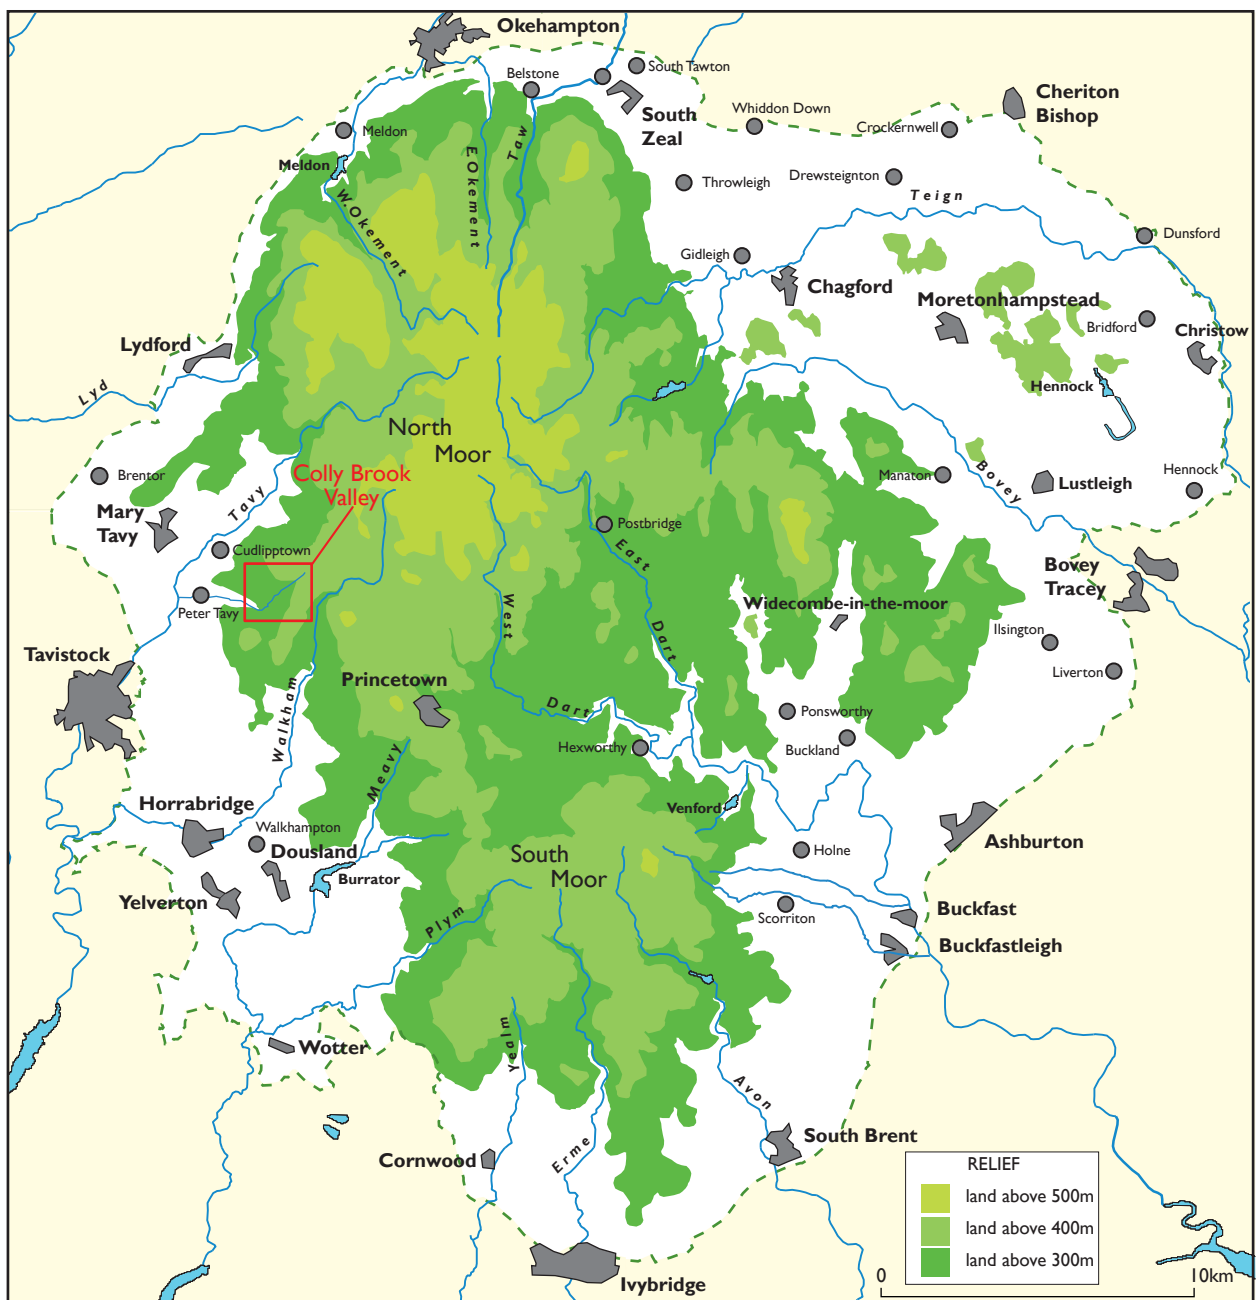 Okehampton
Belstone
South Tawton
South
Zeal
Whiddon Down
Crockernwell
Cheriton
Bishop
Meldon
Meldon
W.Okement
E.Okement
Taw
Throwleigh
Drewsteignton
Teign
Dunsford
Gidleigh
Chagford
Moretonhampstead
Bridford
Christow
Hennock
Lydford
Lyd
North
Moor
Colly Brook
Valley
Brentor
Mary
Tavy
Tavy
Cudlipptown
Peter Tavy
Manaton
Bovey
Lustleigh
Hennock
Postbridge
East
Dart
West
Dart
Widecombe-in-the-moor
Bovey
Tracey
Ilsington
Liverton
Tavistock
Princetown
Walkham
Meavy
Ponsworthy
Buckland
Hexworthy
Venford
Horrabridge
Walkhampton
Dousland
Burrator
Yelverton
Holne
Ashburton
South
Moor
Scorriton
Buckfast
Buckfastleigh
Plym
Wotter
Yealm
Erme
Avon
Cornwood
South Brent
Ivybridge
RELIEF
land above 500m
land above 400m
land above 300m
0
10km